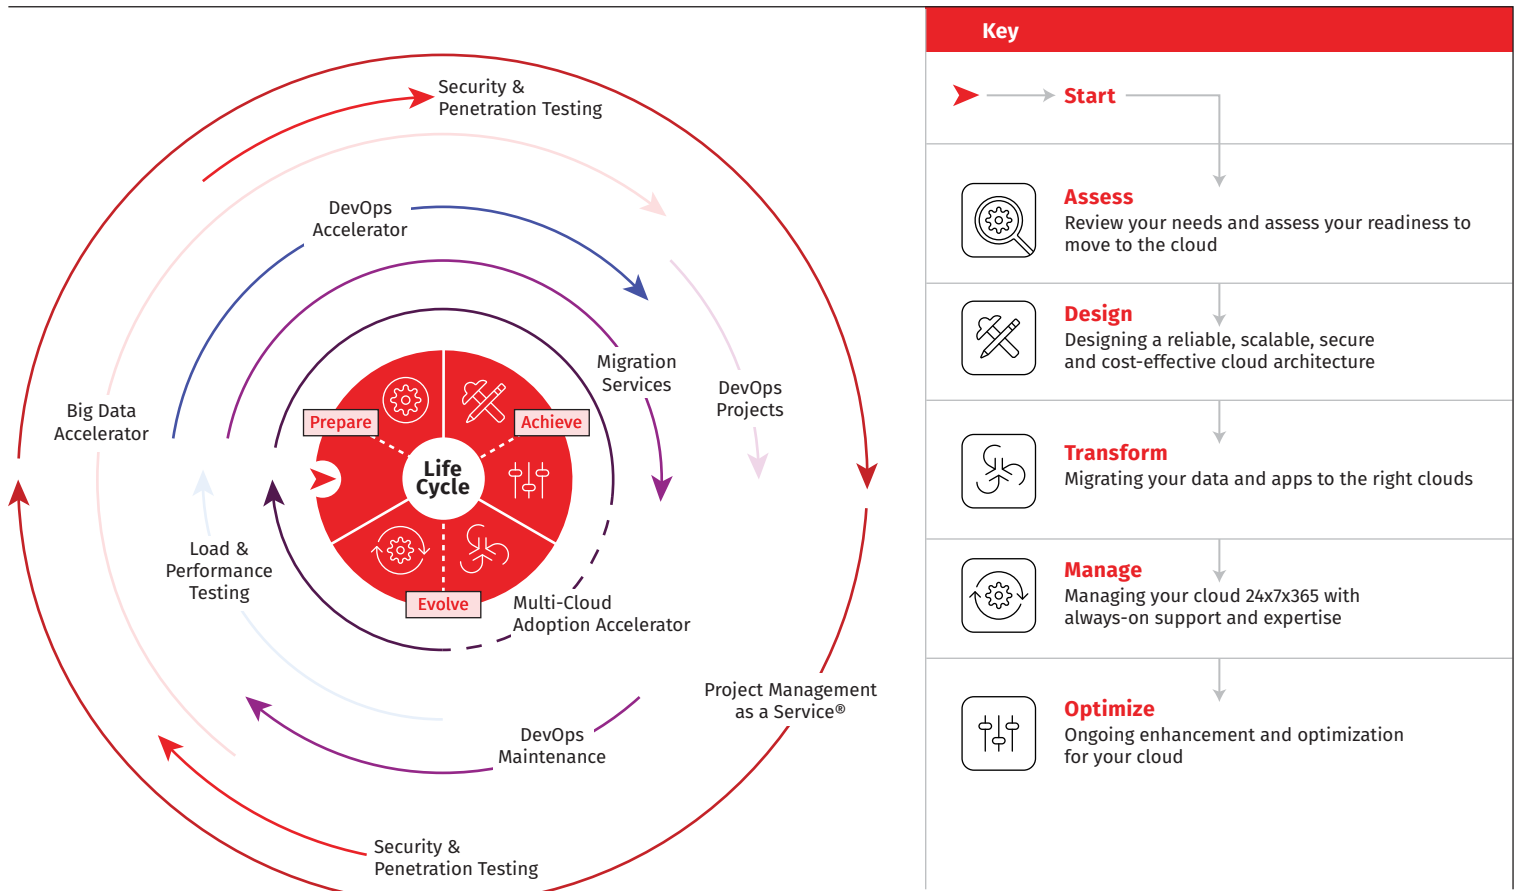 Security &
Penetration Testing
DevOps
Accelerator
Migration
Services
DevOps
Projects
Big Data
Accelerator
Prepare
Achieve
Life
Cycle
Load &
Performance
Testing
Evolve
Multi-Cloud
Adoption Accelerator
Project Management
as a Service®
DevOps
Maintenance
Security &
Penetration Testing
Key
Start
Assess
Review your needs and assess your readiness to
move to the cloud
Design
Designing a reliable, scalable, secure
and cost-effective cloud architecture
Transform
Migrating your data and apps to the right clouds
Manage
Managing your cloud 24x7x365 with
always-on support and expertise
Optimize
Ongoing enhancement and optimization
for your cloud